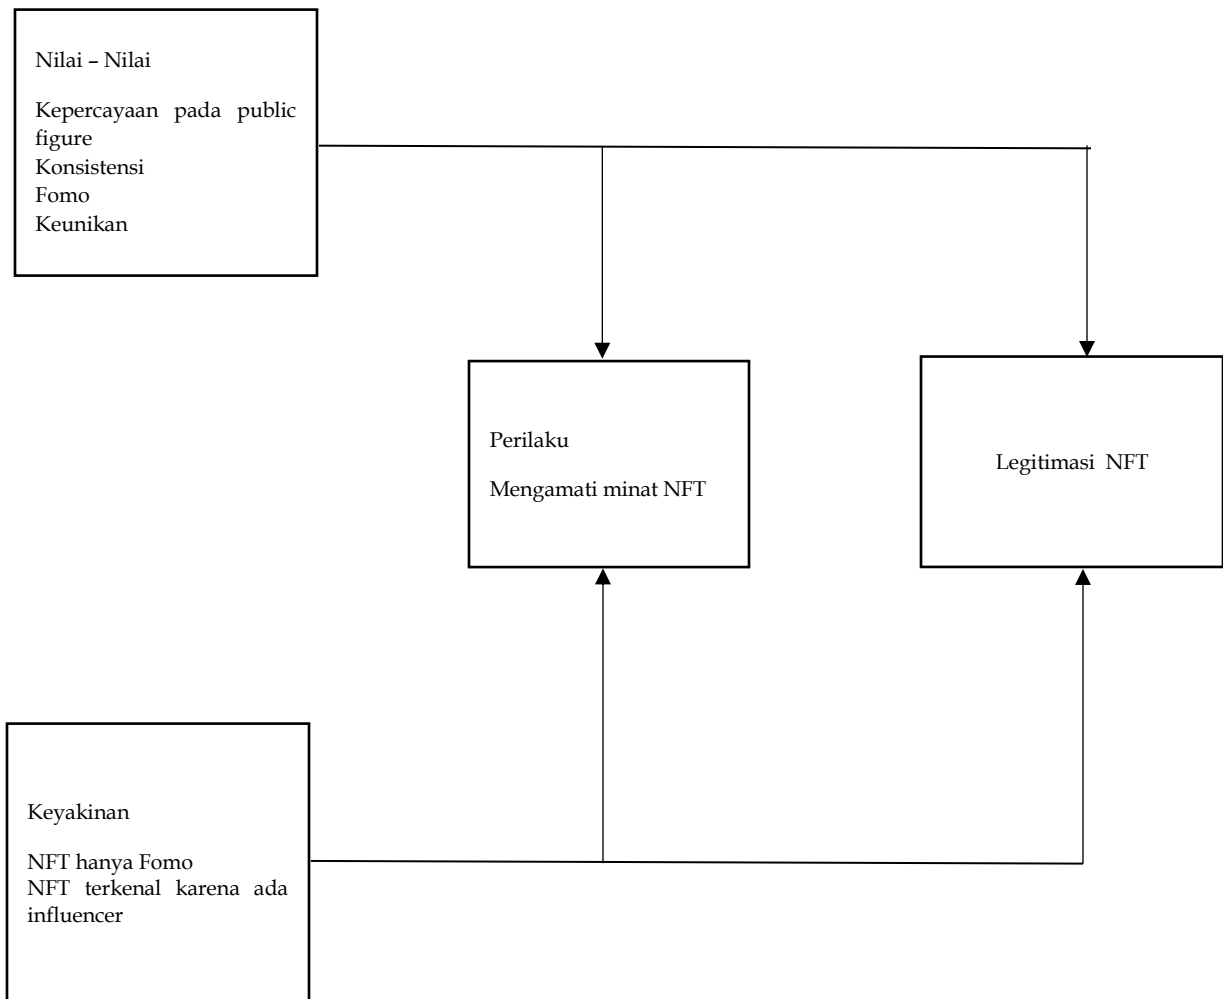 Nilai – Nilai
Kepercayaan pada public
figure
Konsistensi
Fomo
Keunikan
Perilaku
Mengamati minat NFT
Legitimasi NFT
Keyakinan
NFT hanya Fomo
NFT terkenal karena ada
influencer